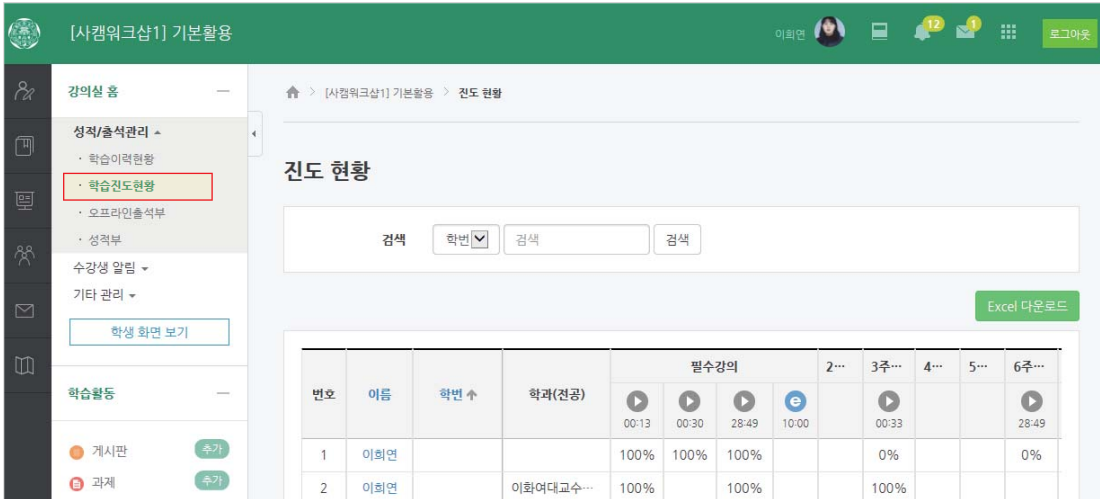 [사캠워크샵1] 기본활용
이희연
12
1
로그아웃
강의실 홈
성적/출석관리
· 학습이력현황
· 학습진도현황
· 오프라인출석부
· 성적부
수강생 알림
기타 관리
학생 화면 보기
학습활동
게시판 추가
과제 추가
[사캠워크샵1] 기본활용 > 진도 현황
진도 현황
검색 학번 검색 검색
Excel 다운로드
필수강의 2··· 3주··· 4··· 5··· 6주···
번호 이름 학번 학과(전공)
e
00:13 00:30 28:49 10:00 00:33 28:49
1 이희연 100% 100% 100% 0% 0%
2 이희연 이화여대교수··· 100% 100% 100%